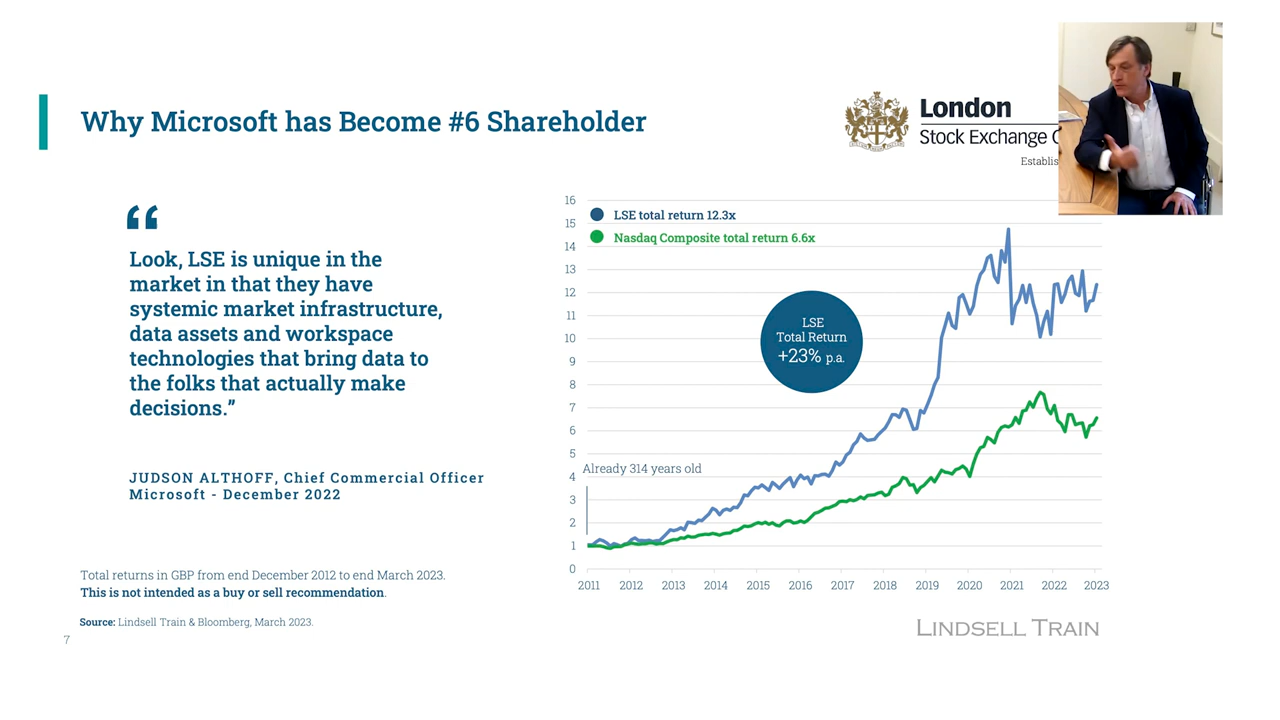 Why Microsoft has Become #6 Shareholder
London
Stock Exchange
Establis
“
Look, LSE is unique in the
market in that they have
systemic market infrastructure,
data assets and workspace
technologies that bring data to
the folks that actually make
decisions.”
JUDSON ALTHOFF, Chief Commercial Officer
Microsoft - December 2022
Total returns in GBP from end December 2012 to end March 2023.
This is not intended as a buy or sell recommendation.
Source: Lindsell Train & Bloomberg, March 2023.
7
16
15
14
13
12
11
10
9
8
7
6
5
4
3
2
1
0
LSE total return 12.3x
Nasdaq Composite total return 6.6x
LSE
Total Return
+23% p.a.
Already 314 years old
2011 2012 2013 2014 2015 2016 2017 2018 2019 2020 2021 2022 2023
LINDSELL TRAIN